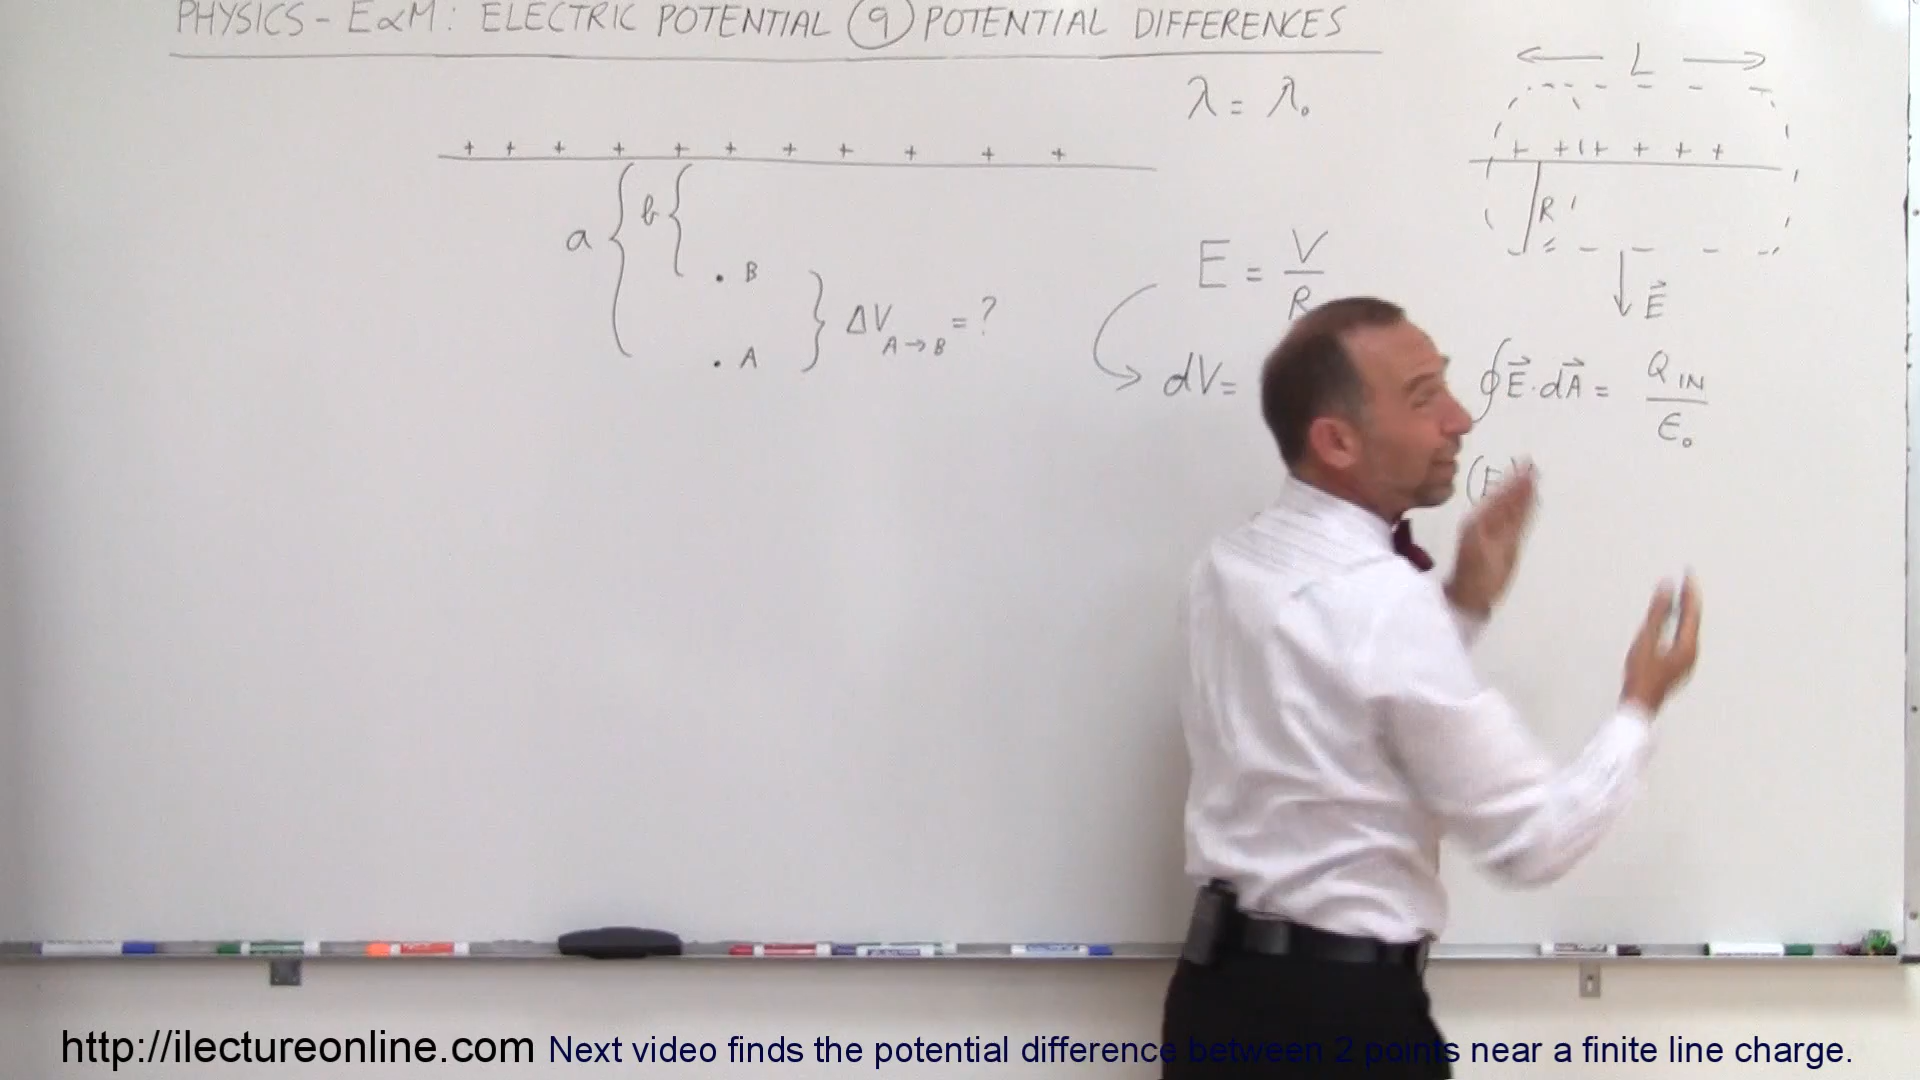 PHYSICS - E&M: ELECTRIC POTENTIAL (9) POTENTIAL DIFFERENCES
L
λ = λ₀
+ + + + + + + + + + +
+ + + + + +
a
b
R
B
E = V/R
E⃗
A
ΔV A→B = ?
dV =
∮E⃗·dA⃗ = Q IN / ε₀
(E)
http://ilectureonline.com Next video finds the potential difference between 2 points near a finite line charge.